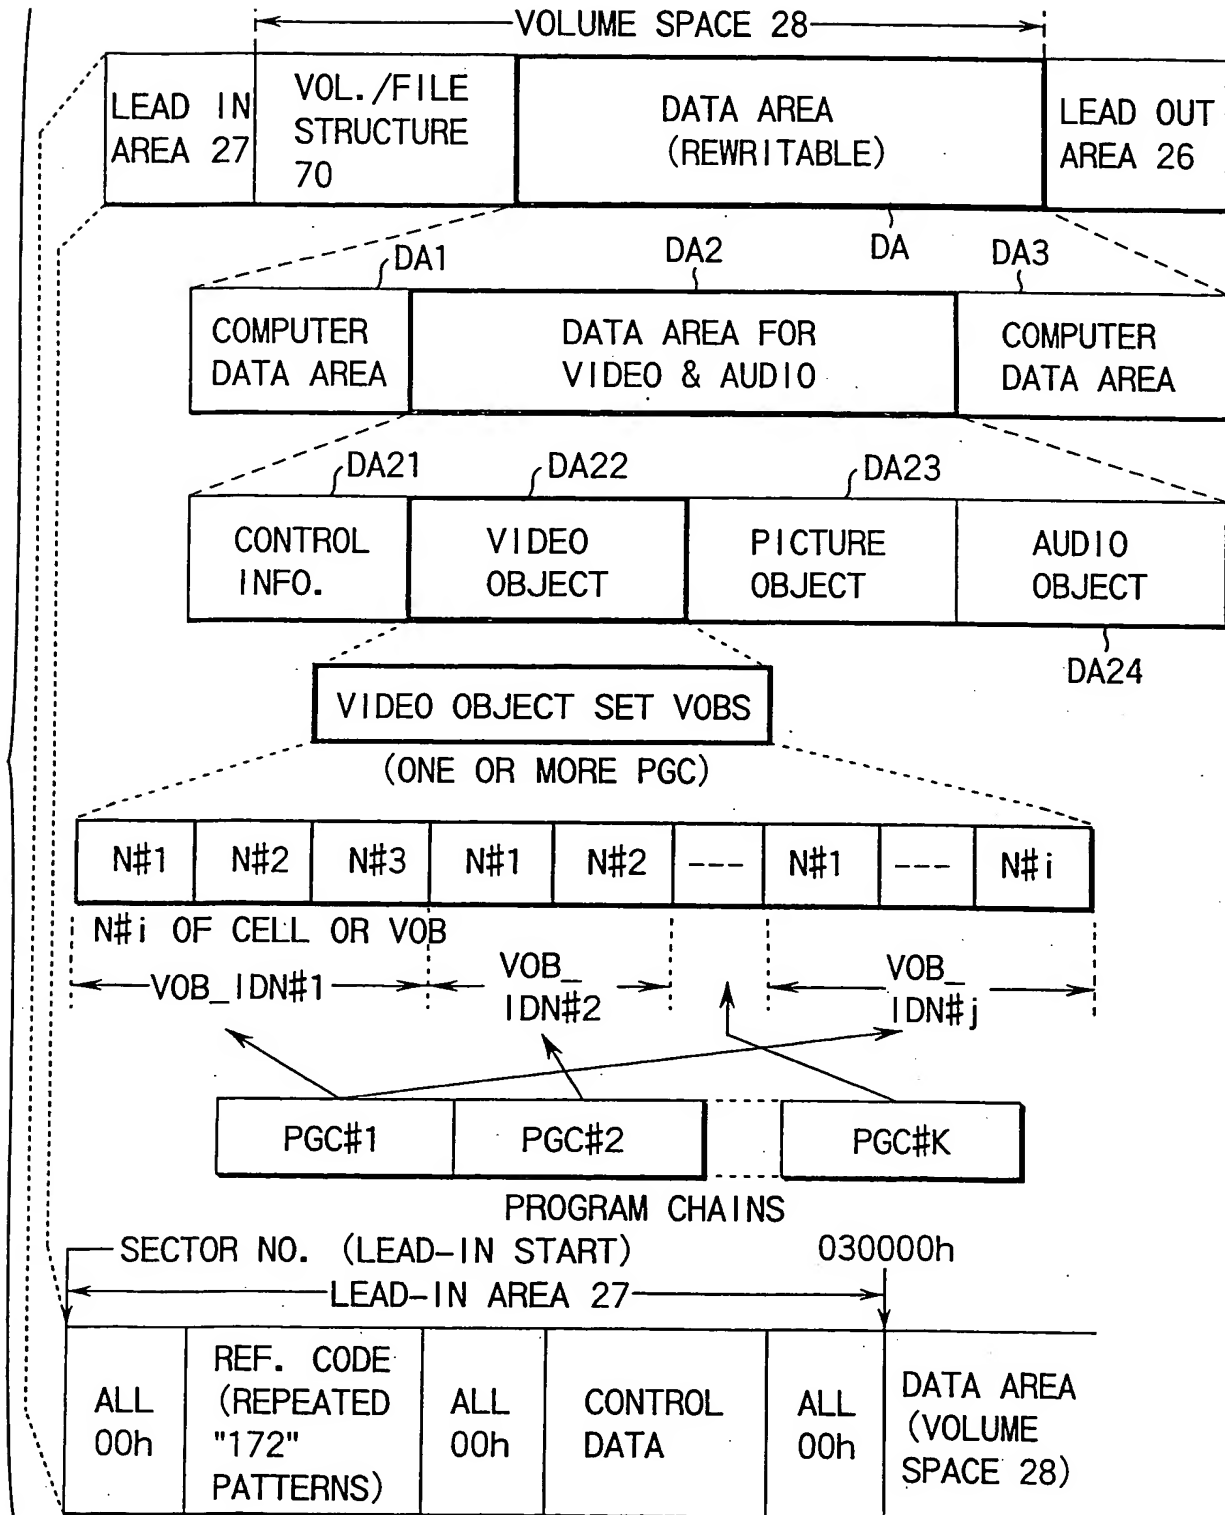 VOLUME SPACE 28
LEAD IN
AREA 27
VOL./FILE
STRUCTURE
70
DATA AREA
(REWRITABLE)
LEAD OUT
AREA 26
DA1
DA2
DA
DA3
COMPUTER
DATA AREA
DATA AREA FOR
VIDEO & AUDIO
COMPUTER
DATA AREA
DA21
DA22
DA23
CONTROL
INFO.
VIDEO
OBJECT
PICTURE
OBJECT
AUDIO
OBJECT
DA24
VIDEO OBJECT SET VOBS
(ONE OR MORE PGC)
N#1 N#2 N#3 N#1 N#2 --- N#1 --- N#i
N#i OF CELL OR VOB
VOB_IDN#1
VOB_
IDN#2
VOB_
IDN#j
PGC#1 PGC#2 PGC#K
PROGRAM CHAINS
SECTOR NO. (LEAD-IN START)
030000h
LEAD-IN AREA 27
ALL
00h
REF. CODE
(REPEATED
"172"
PATTERNS)
ALL
00h
CONTROL
DATA
ALL
00h
DATA AREA
(VOLUME
SPACE 28)